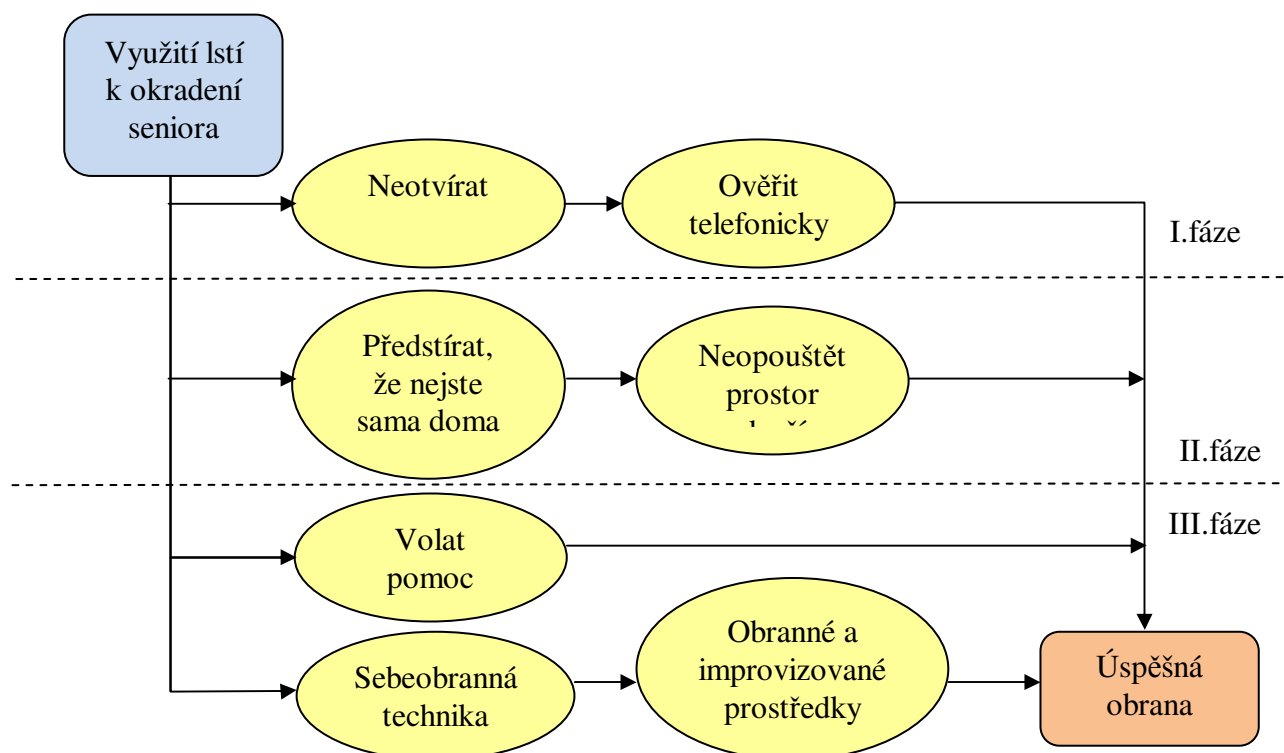 Využití lstí
k okradení
seniora
Neotvírat
Ověřit
telefonicky
I.fáze
Předstírat,
že nejste
sama doma
Neopouštět
prostor
II.fáze
III.fáze
Volat
pomoc
Sebeobranná
technika
Obranné a
improvizované
prostředky
Úspěšná
obrana